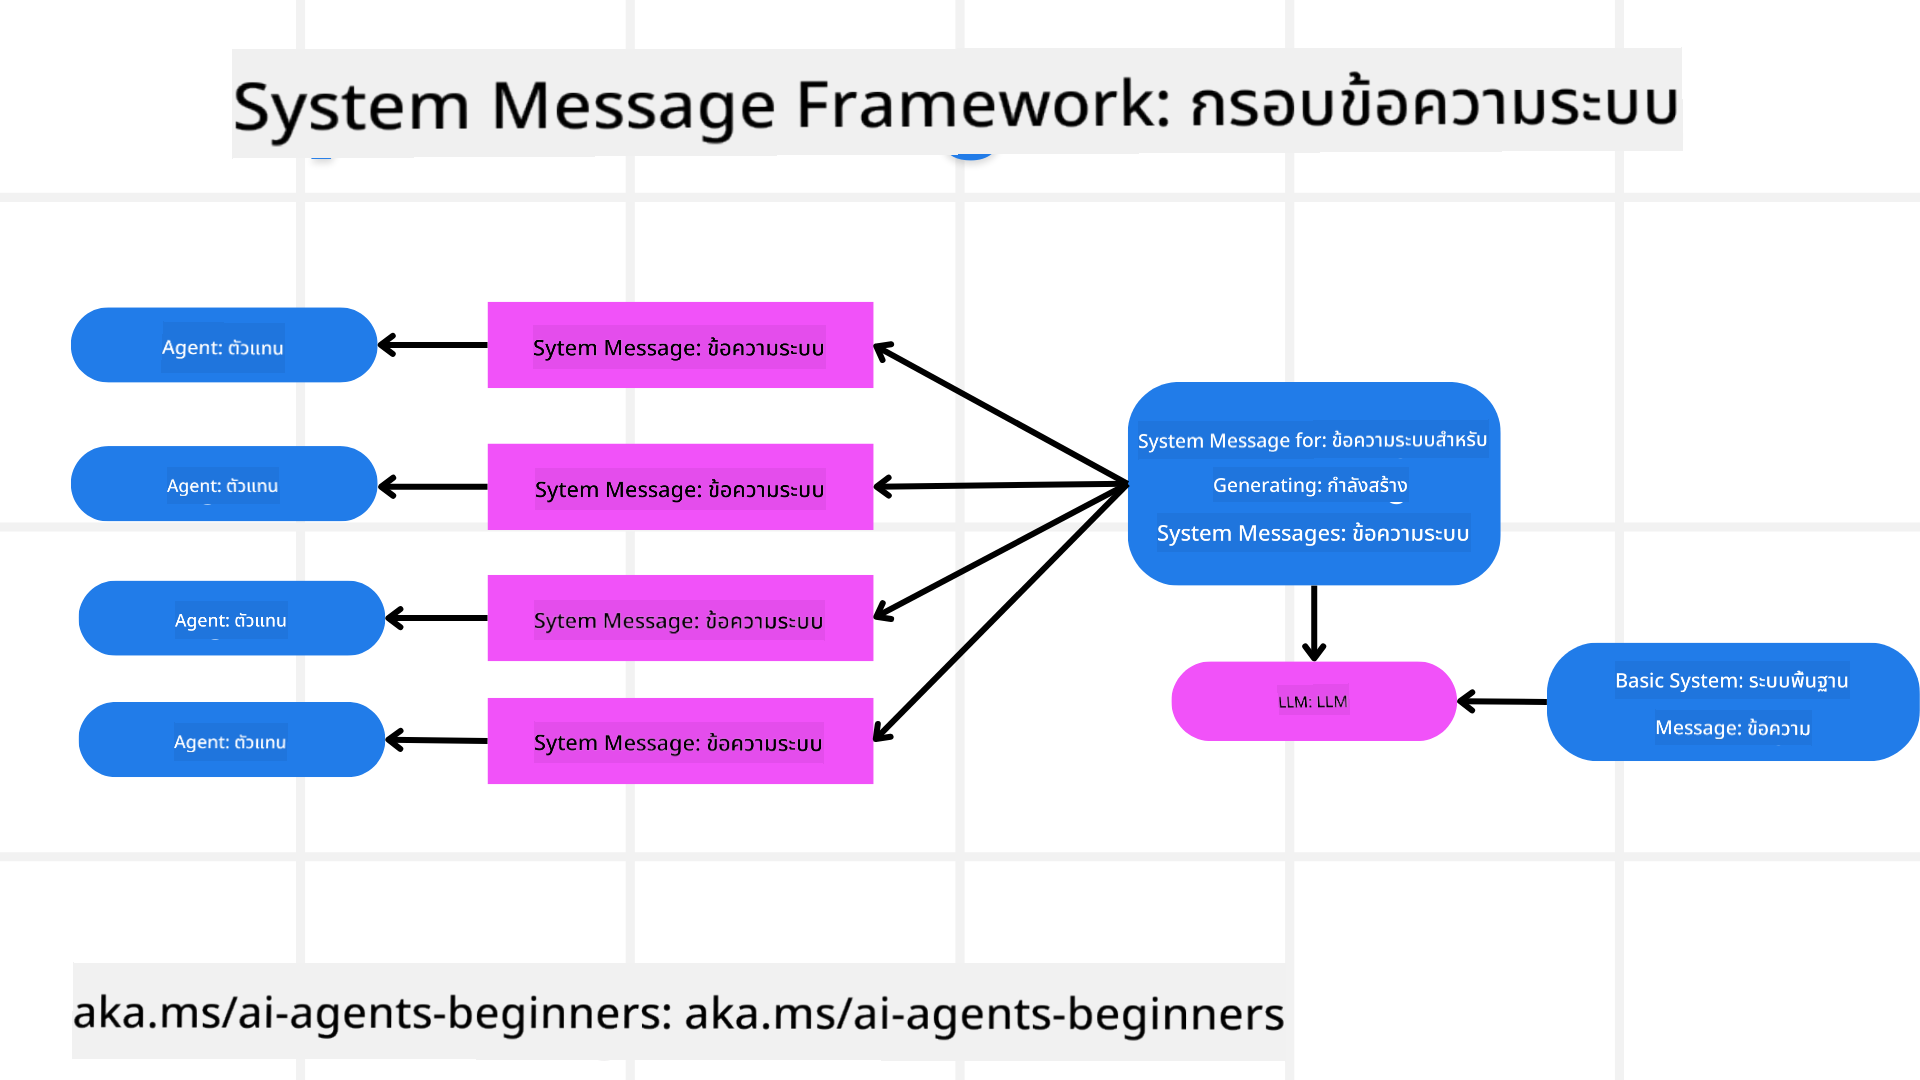 System Message Framework: กรอบข้อความระบบ
Agent: ตัวแทน
Sytem Message: ข้อความระบบ
Agent: ตัวแทน
Sytem Message: ข้อความระบบ
Agent: ตัวแทน
Sytem Message: ข้อความระบบ
Agent: ตัวแทน
Sytem Message: ข้อความระบบ
System Message for: ข้อความระบบสำหรับ
Generating: กำลังสร้าง
System Messages: ข้อความระบบ
LLM: LLM
Basic System: ระบบพื้นฐาน
Message: ข้อความ
aka.ms/ai-agents-beginners: aka.ms/ai-agents-beginners